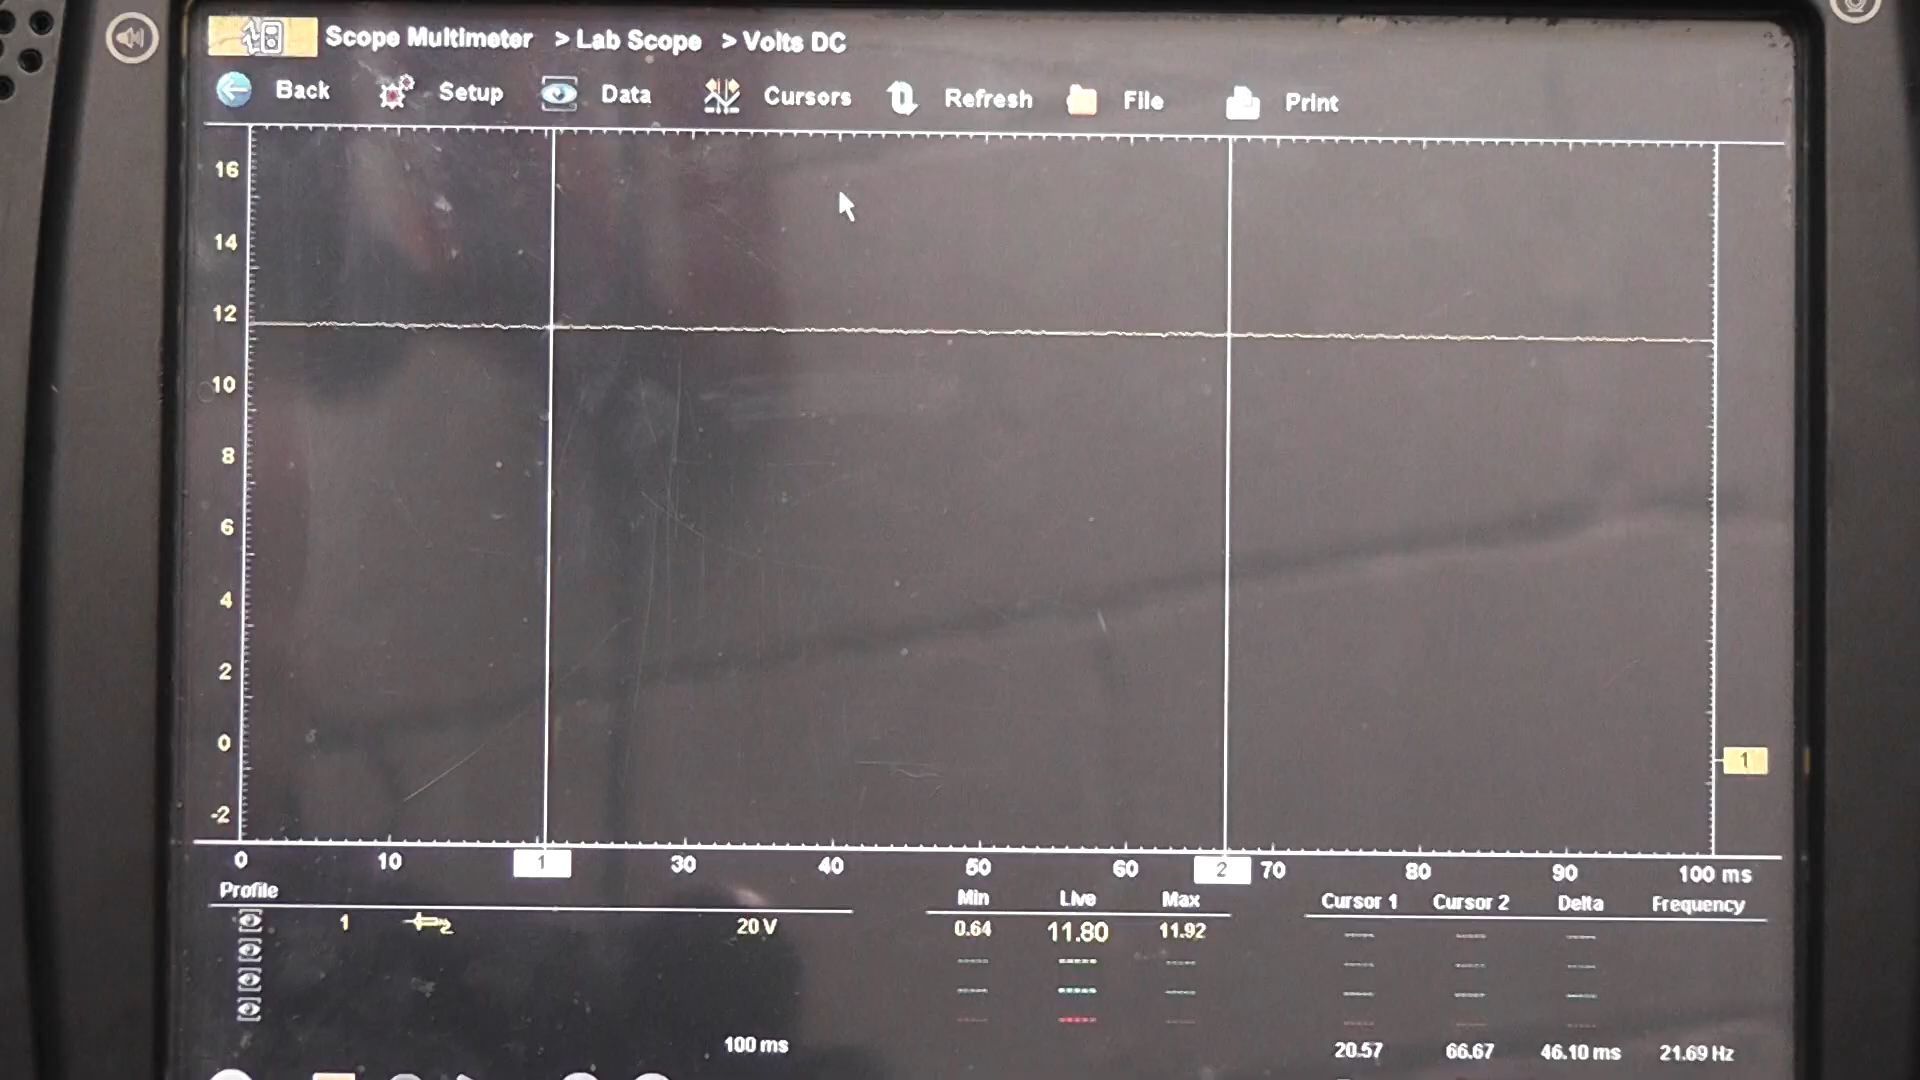 Scope Multimeter > Lab Scope > Volts DC
Back Setup Data Cursors Refresh File Print
16
14
12
10
8
6
4
2
0
-2
1
0 10 1 30 40 50 60 2 70 80 90 100 ms
Profile Min Live Max Cursor 1 Cursor 2 Delta Frequency
1 20 V 0.64 11.80 11.92
100 ms 20.57 66.67 46.10 ms 21.69 Hz